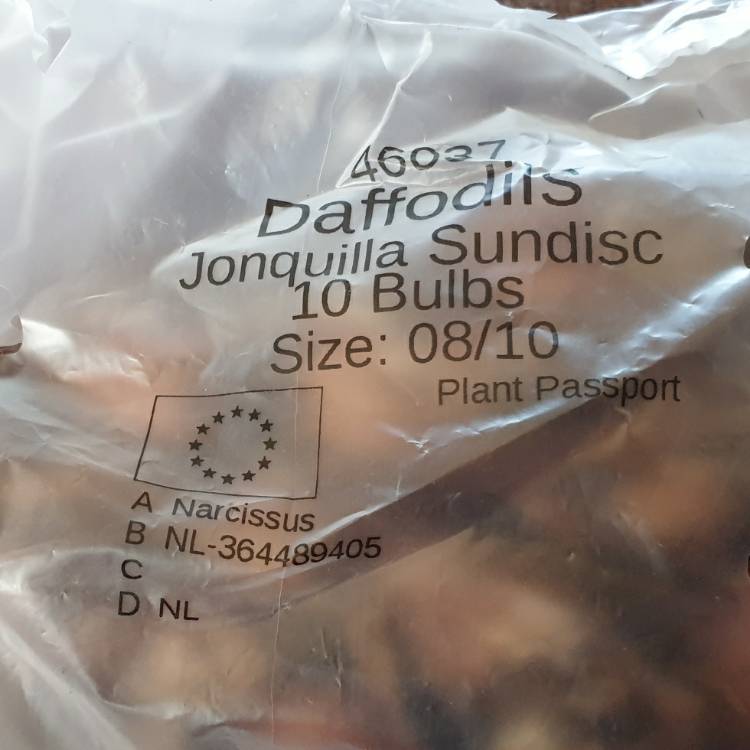 46037
Daffodils
Jonquilla Sundisc
10 Bulbs
Size: 08/10
Plant Passport
A Narcissus
B NL-364489405
C
D NL